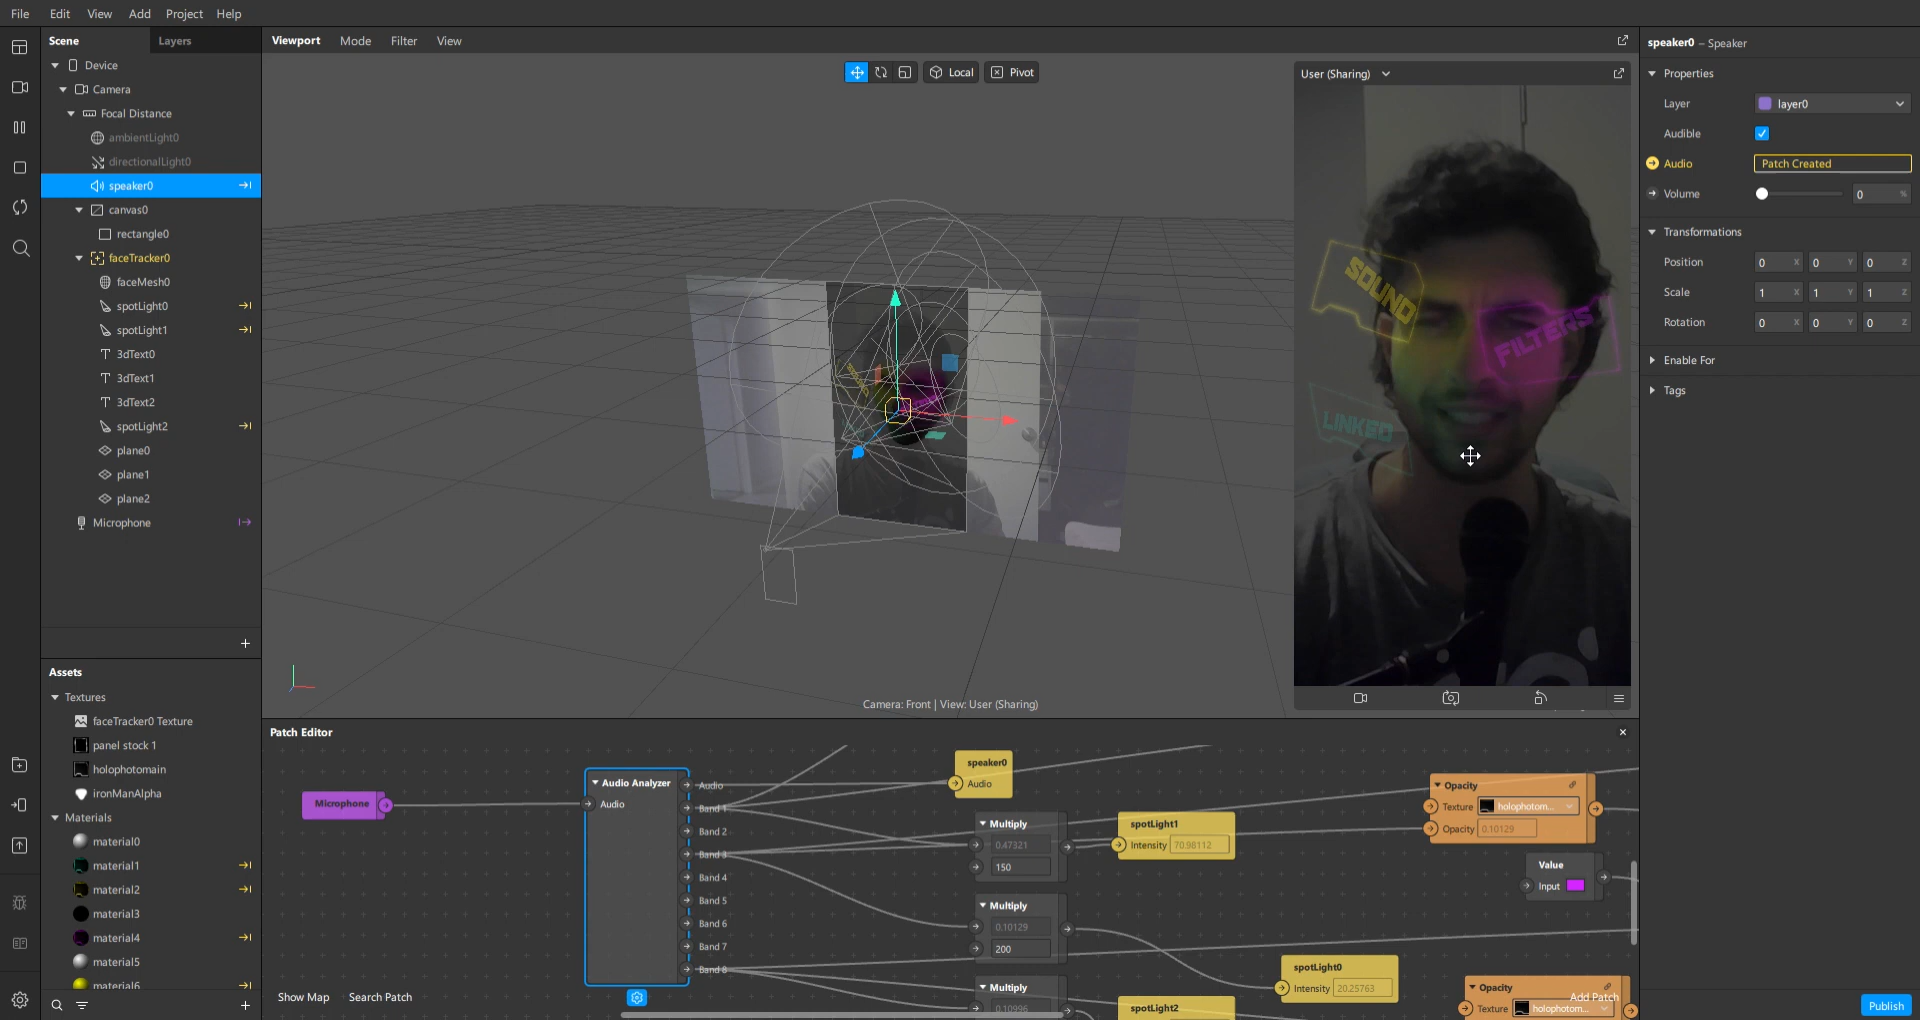 File Edit View Add Project Help
Scene Layers
Device
Camera
Focal Distance
ambientLight0
directionalLight0
speaker0
canvas0
rectangle0
faceTracker0
faceMesh0
spotLight0
spotLight1
3dText0
3dText1
3dText2
spotLight2
plane0
plane1
plane2
Microphone
+
Assets
Textures
faceTracker0 Texture
panel stock 1
holophotomain
ironManAlpha
Materials
material0
material1
material2
material3
material4
material5
material6
+
Viewport Mode Filter View
Local Pivot
Camera: Front | View: User (Sharing)
User (Sharing)
SOUND
FILTERS
LINKED
Patch Editor
Microphone
Audio Analyzer
Audio
Audio
Band 1
Band 2
Band 3
Band 4
Band 5
Band 6
Band 7
Band 8
speaker0
Audio
Multiply
0.47321
150
spotLight1
Intensity 70.98112
Multiply
0.10129
200
Multiply
0.10996
spotLight0
Intensity 20.25763
spotLight2
Opacity
Texture holophotom...
Opacity 0.10129
Value
Input
Opacity
Texture holophotom...
Add Patch
Show Map Search Patch
speaker0 – Speaker
Properties
Layer layer0
Audible
Audio Patch Created
Volume 0 %
Transformations
Position 0 X 0 Y 0 Z
Scale 1 X 1 Y 1 Z
Rotation 0 X 0 Y 0 Z
Enable For
Tags
Publish